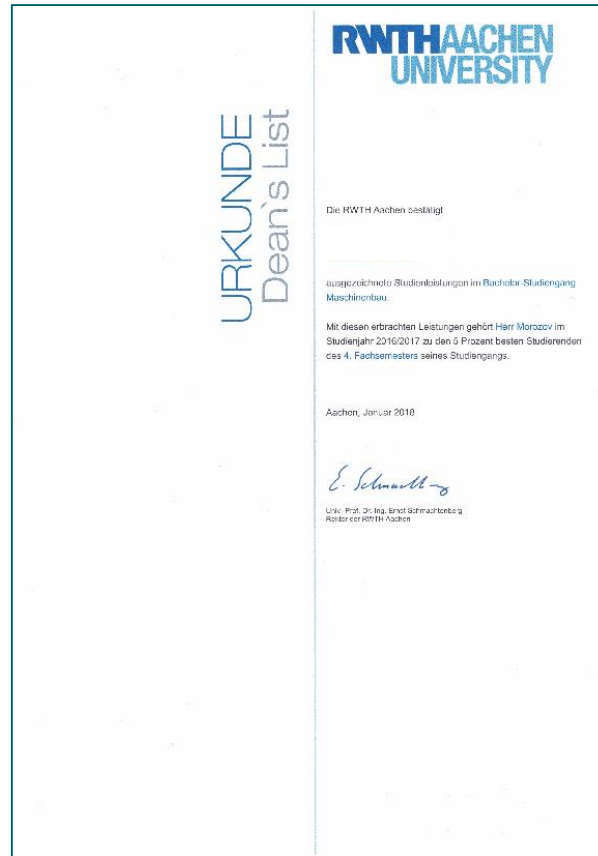 RWTHAACHEN
UNIVERSITY
URKUNDE
Dean`s List
Die RWTH Aachen bestätigt
ausgezeichnete Studienleistungen im Bachelor-Studiengang
Maschinenbau.
Mit diesen erbrachten Leistungen gehört Herr Morozov im
Studienjahr 2016/2017 zu den 5 Prozent besten Studierenden
des 4. Fachsemesters seines Studiengangs.
Aachen, Januar 2018
E. Schmachtenberg
Univ.-Prof. Dr.-Ing. Ernst Schmachtenberg
Rektor der RWTH Aachen